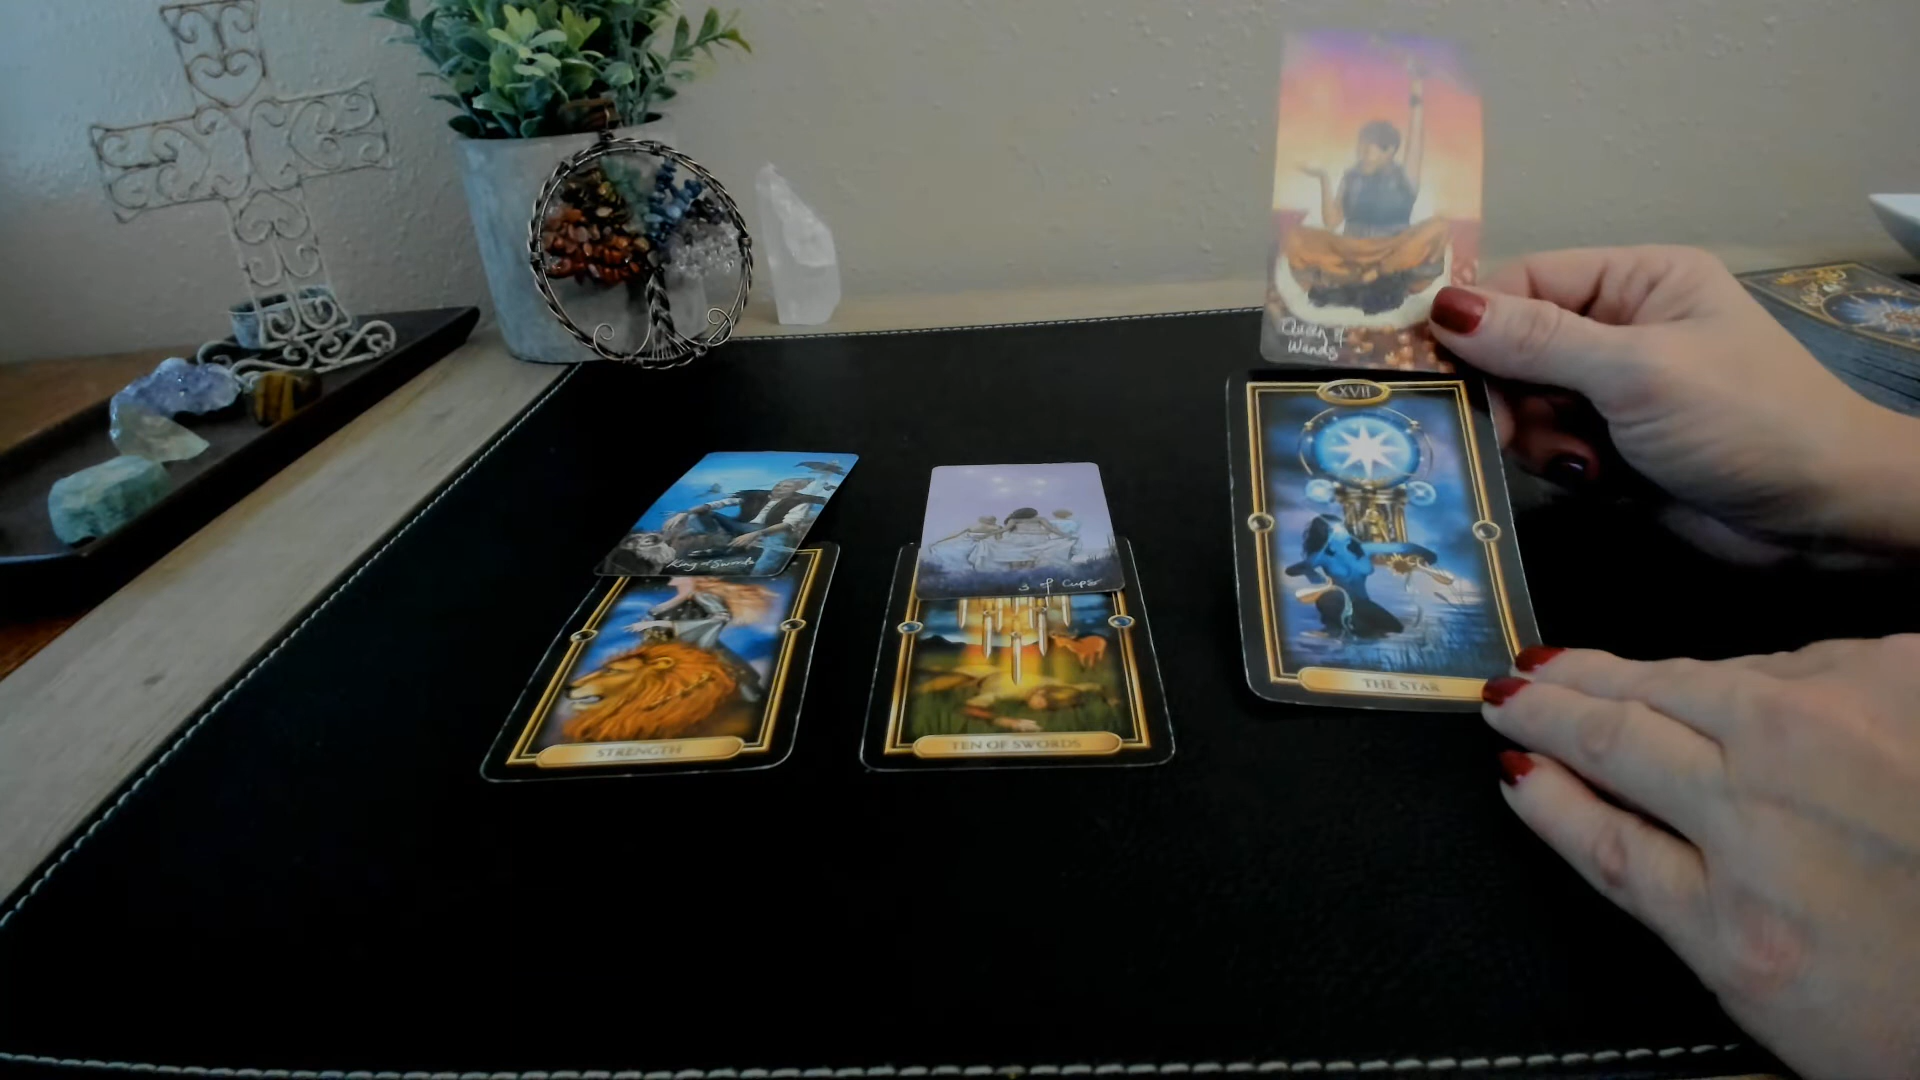 Queen of
Wands
XVII
King of Swords
3 of Cups
THE STAR
STRENGTH
TEN OF SWORDS